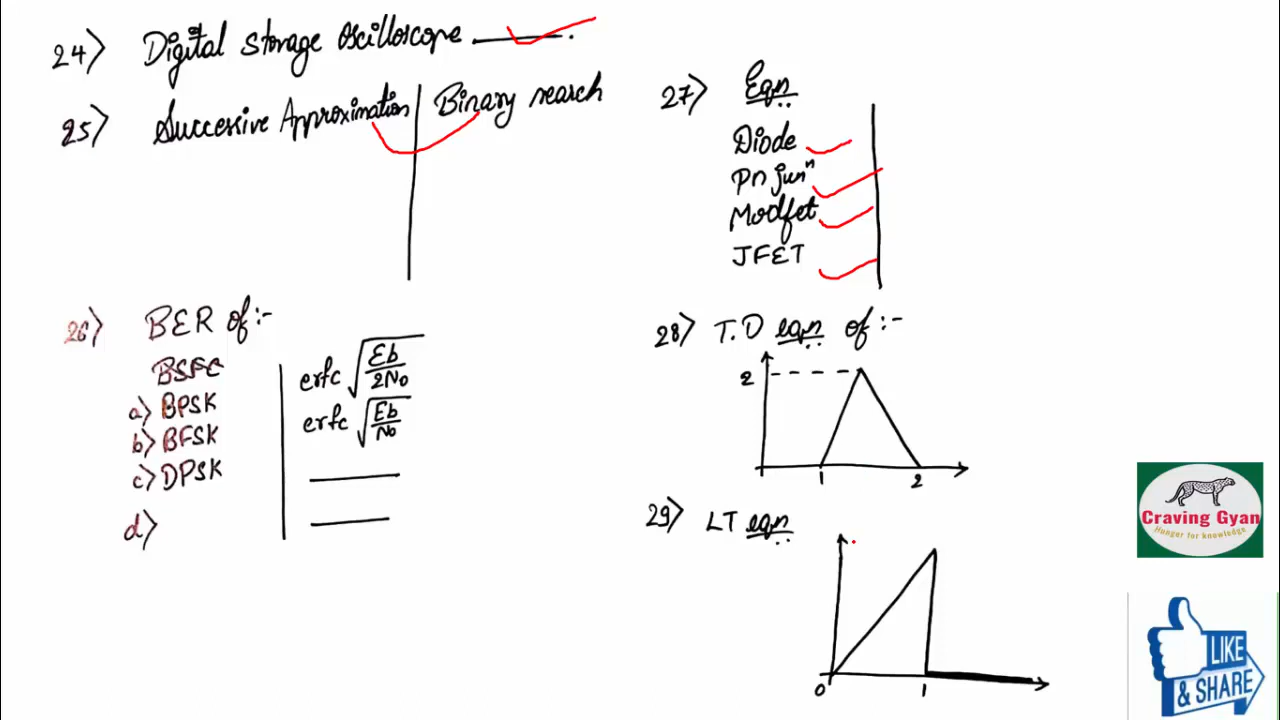 24) Digital Storage Oscilloscope ———.
25) Successive Approximation | Binary search
26) BER of :-
BSFC
a) BPSK
b) BFSK
c) DPSK
d)
erfc √(Eb/2N₀)
erfc √(Eb/N₀)
27) Eqn
Diode
Pn junⁿ
Modfet
JFET
28) T.D eqn of :-
2
1 2
29) LT eqn
0 1
Craving Gyan
Hunger for knowledge
LIKE
& SHARE